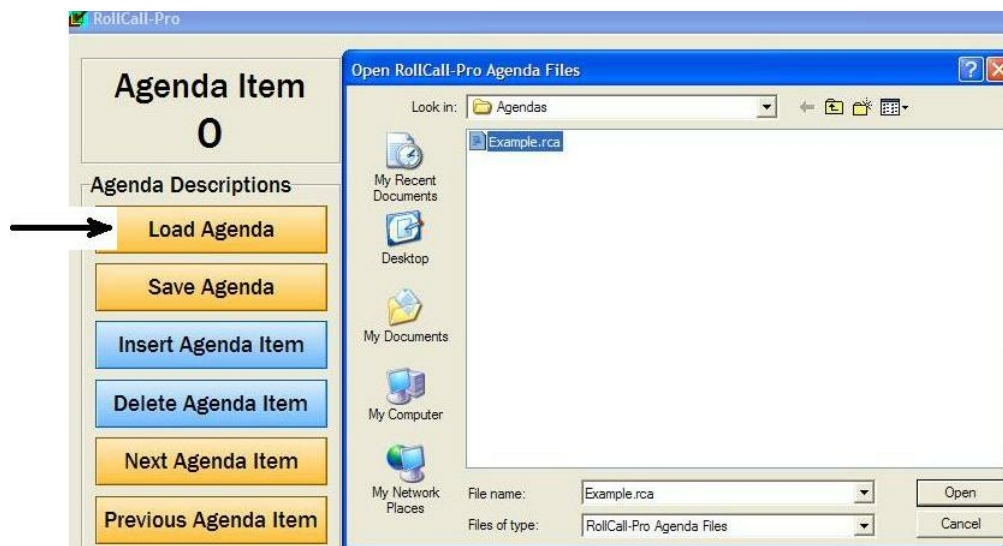 RollCall-Pro
Agenda Item
0
Agenda Descriptions
Load Agenda
Save Agenda
Insert Agenda Item
Delete Agenda Item
Next Agenda Item
Previous Agenda Item
Open RollCall-Pro Agenda Files
Look in: Agendas
Example.rca
My Recent
Documents
Desktop
My Documents
My Computer
My Network
Places
File name: Example.rca Open
Files of type: RollCall-Pro Agenda Files Cancel